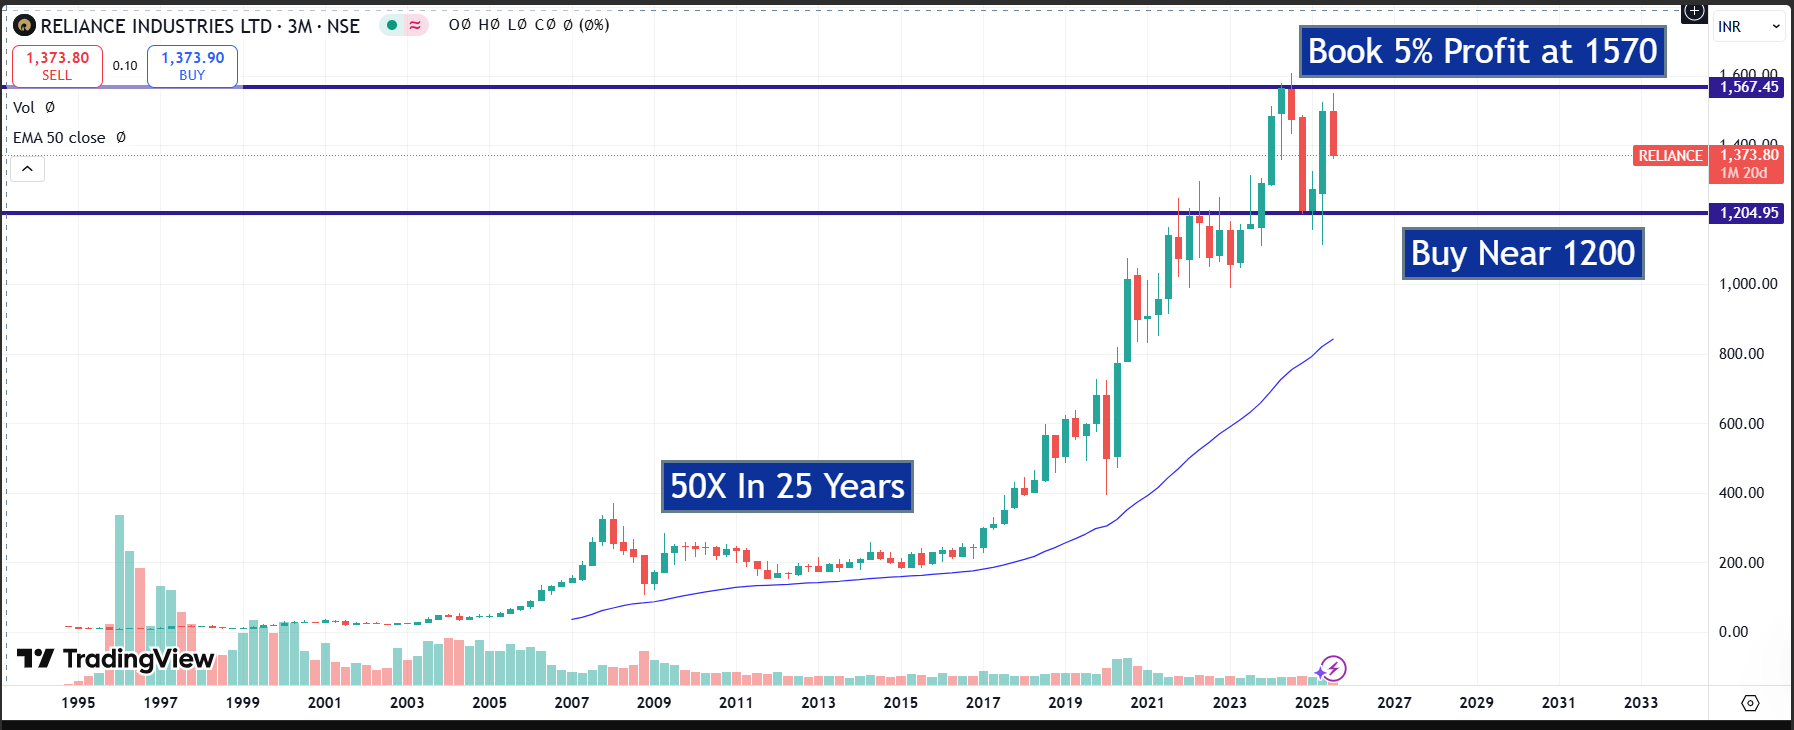 RELIANCE INDUSTRIES LTD · 3M · NSE
O∅ H∅ L∅ C∅ ∅ (∅%)
INR
1,373.80
SELL
0.10
1,373.90
BUY
Vol ∅
EMA 50 close ∅
Book 5% Profit at 1570
1,600.00
1,567.45
1,400.00
RELIANCE 1,373.80
1M 20d
1,204.95
Buy Near 1200
1,000.00
800.00
600.00
50X In 25 Years
400.00
200.00
0.00
TradingView
1995 1997 1999 2001 2003 2005 2007 2009 2011 2013 2015 2017 2019 2021 2023 2025 2027 2029 2031 2033